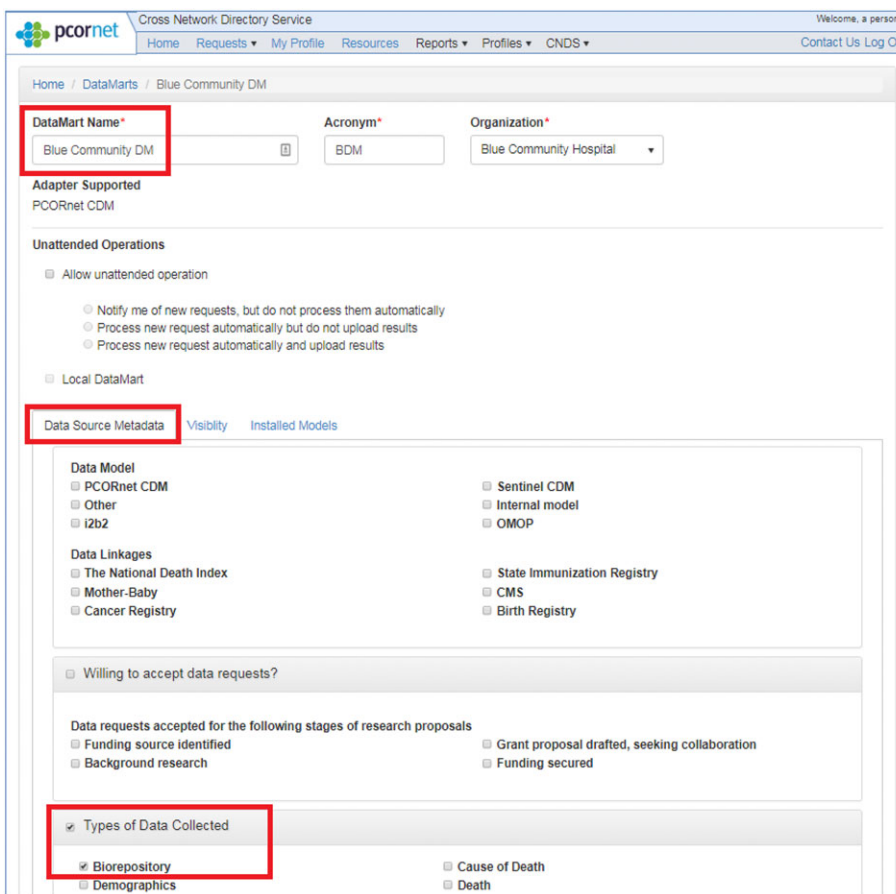 pcornet
Cross Network Directory Service Welcome, a person
Home Requests ▾ My Profile Resources Reports ▾ Profiles ▾ CNDS ▾ Contact Us Log O
Home / DataMarts / Blue Community DM
DataMart Name* Acronym* Organization*
Blue Community DM BDM Blue Community Hospital
Adapter Supported
PCORnet CDM
Unattended Operations
Allow unattended operation
Notify me of new requests, but do not process them automatically
Process new request automatically but do not upload results
Process new request automatically and upload results
Local DataMart
Data Source Metadata Visiblity Installed Models
Data Model
PCORnet CDM Sentinel CDM
Other Internal model
i2b2 OMOP
Data Linkages
The National Death Index State Immunization Registry
Mother-Baby CMS
Cancer Registry Birth Registry
Willing to accept data requests?
Data requests accepted for the following stages of research proposals
Funding source identified Grant proposal drafted, seeking collaboration
Background research Funding secured
Types of Data Collected
Biorepository Cause of Death
Demographics Death